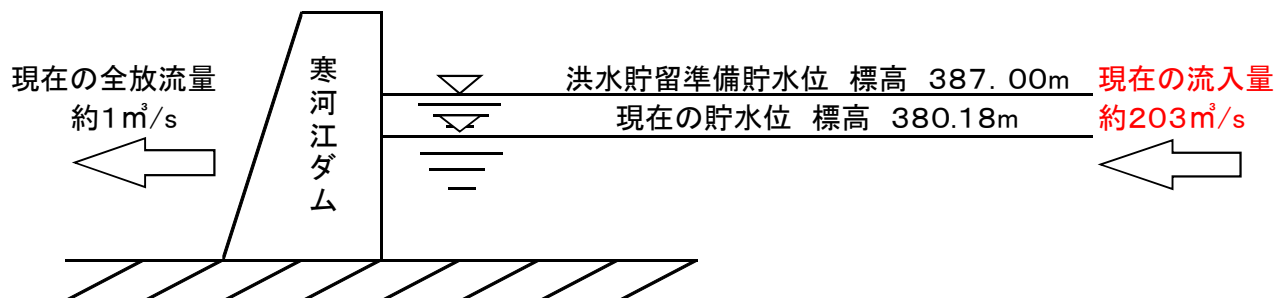 現在の全放流量
約1㎥/s
寒河江ダム
洪水貯留準備貯水位 標高 387.00m
現在の貯水位 標高 380.18m
現在の流入量
約203㎥/s